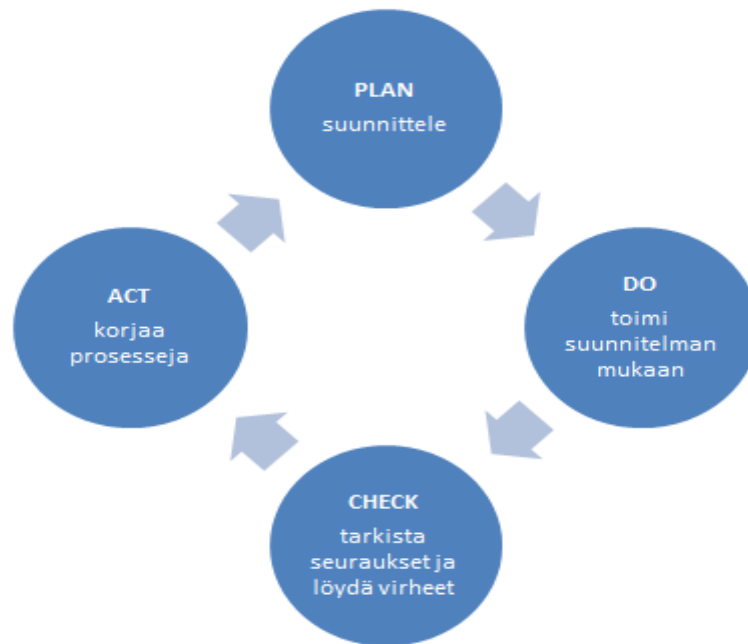 PLAN
suunnittele
DO
toimi
suunnitelman
mukaan
CHECK
tarkista
seuraukset ja
löydä virheet
ACT
korjaa
prosesseja